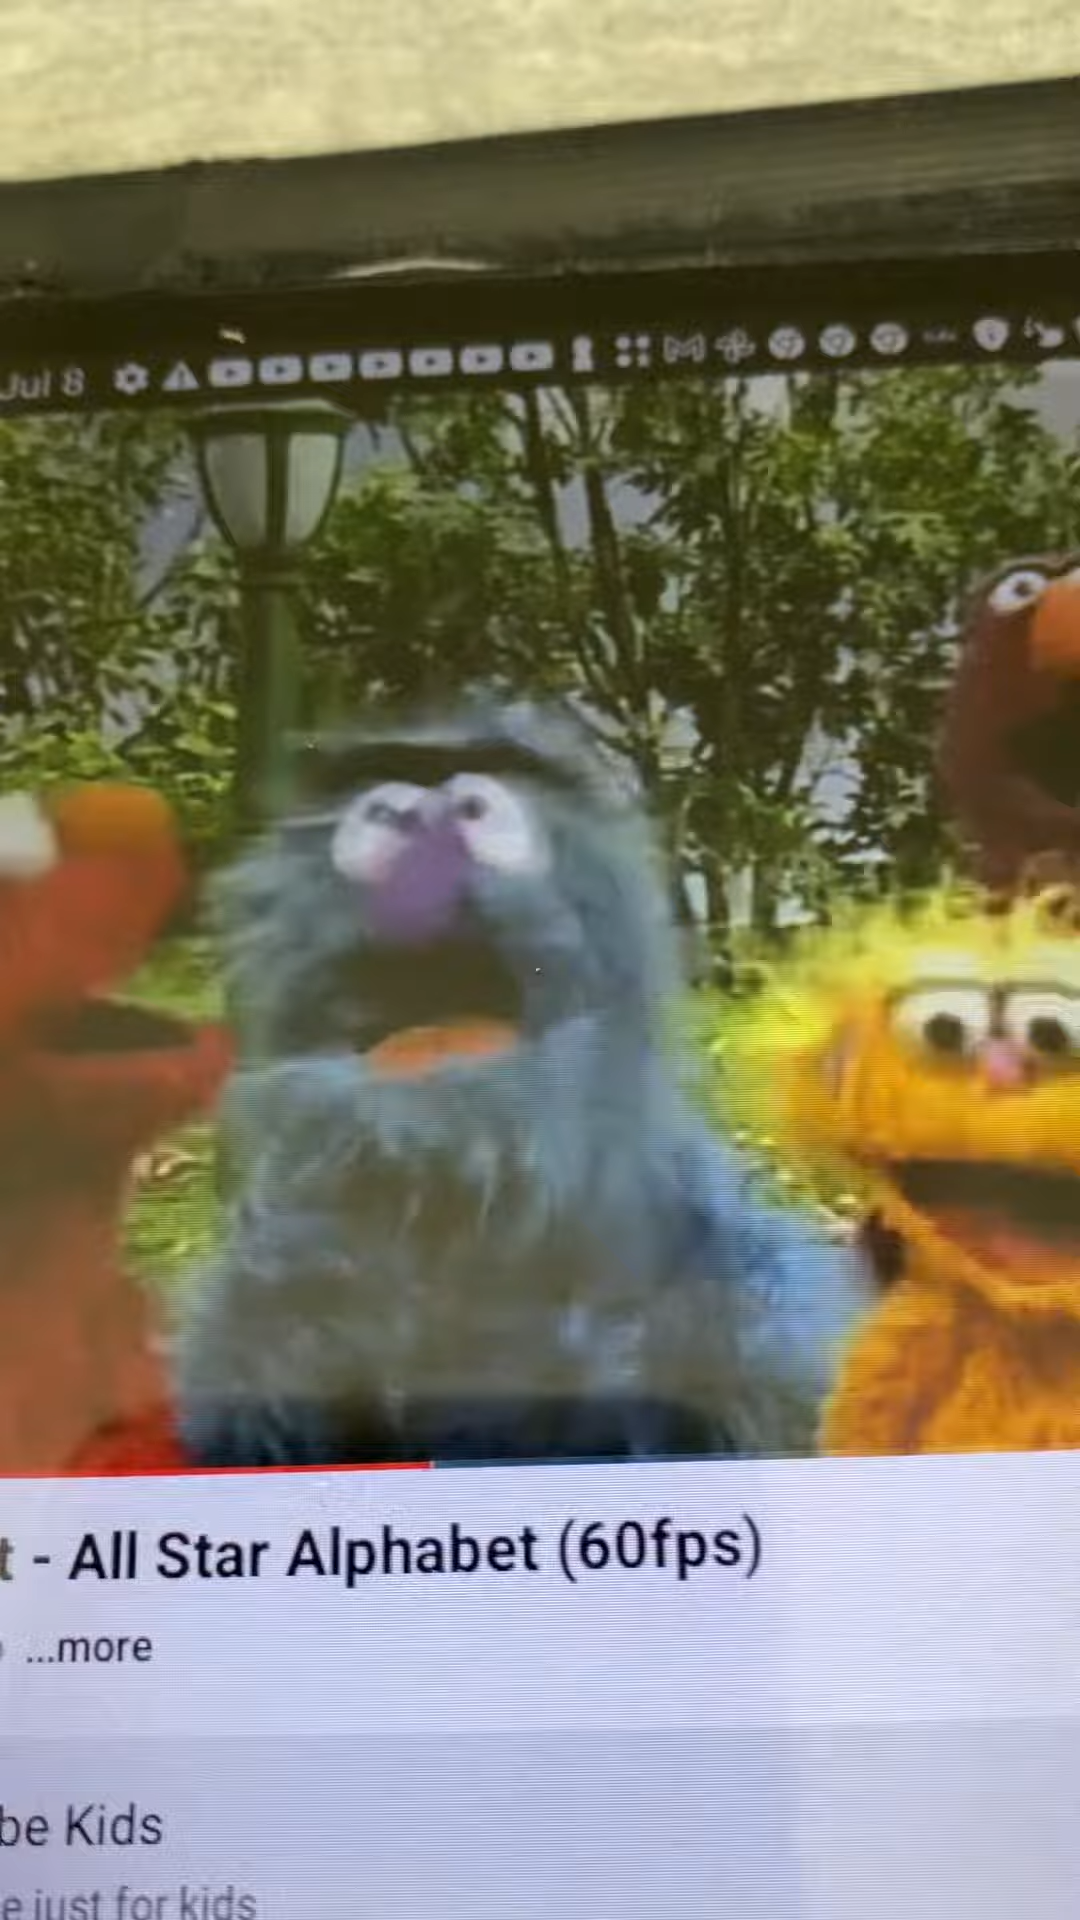 Jul 8
t - All Star Alphabet (60fps)
...more
be Kids
e just for kids